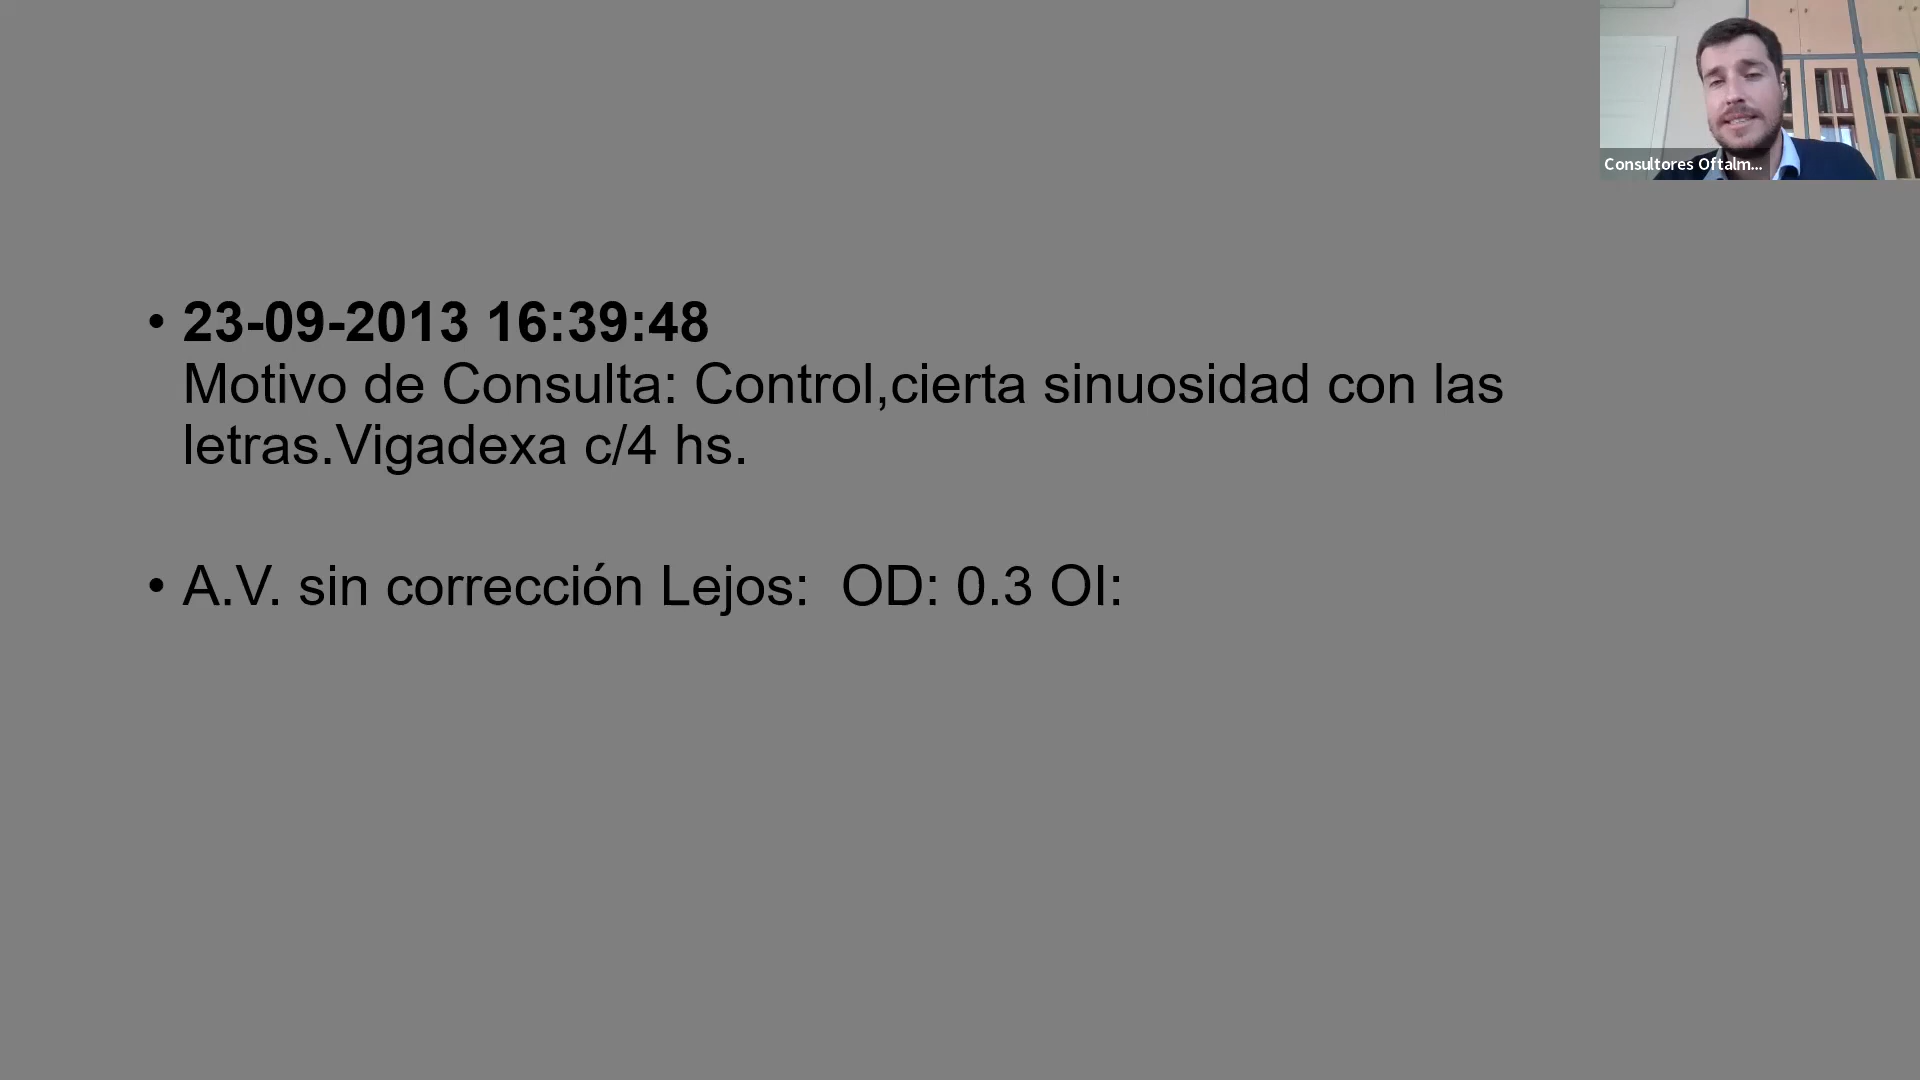 Consultores Oftalm...
• 23-09-2013 16:39:48
Motivo de Consulta: Control,cierta sinuosidad con las
letras.Vigadexa c/4 hs.
• A.V. sin corrección Lejos:  OD: 0.3 OI: